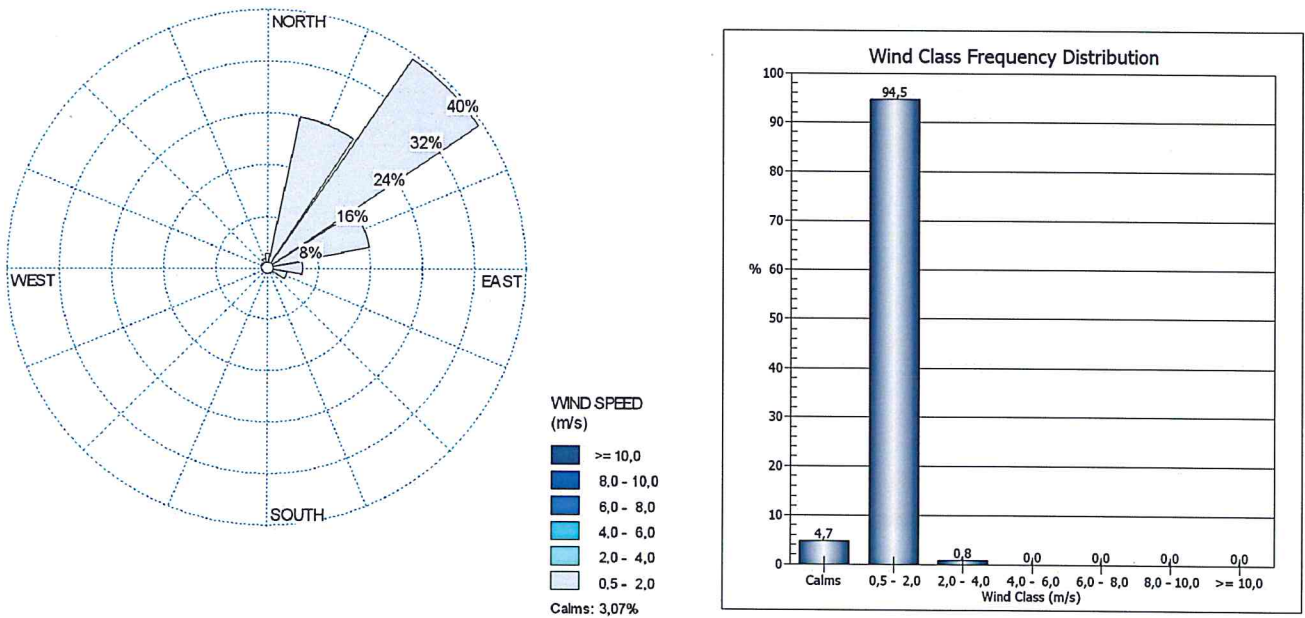 NORTH
40%
32%
24%
16%
8%
WEST
EAST
SOUTH
WIND SPEED
(m/s)
>= 10,0
8,0 - 10,0
6,0 - 8,0
4,0 - 6,0
2,0 - 4,0
0,5 - 2,0
Calms: 3,07%
Wind Class Frequency Distribution
100
90
80
70
% 60
50
40
30
20
10
0
4,7
94,5
0,8
0,0
0,0
0,0
0,0
Calms
0,5 - 2,0
2,0 - 4,0
4,0 - 6,0
6,0 - 8,0
8,0 - 10,0
>= 10,0
Wind Class (m/s)